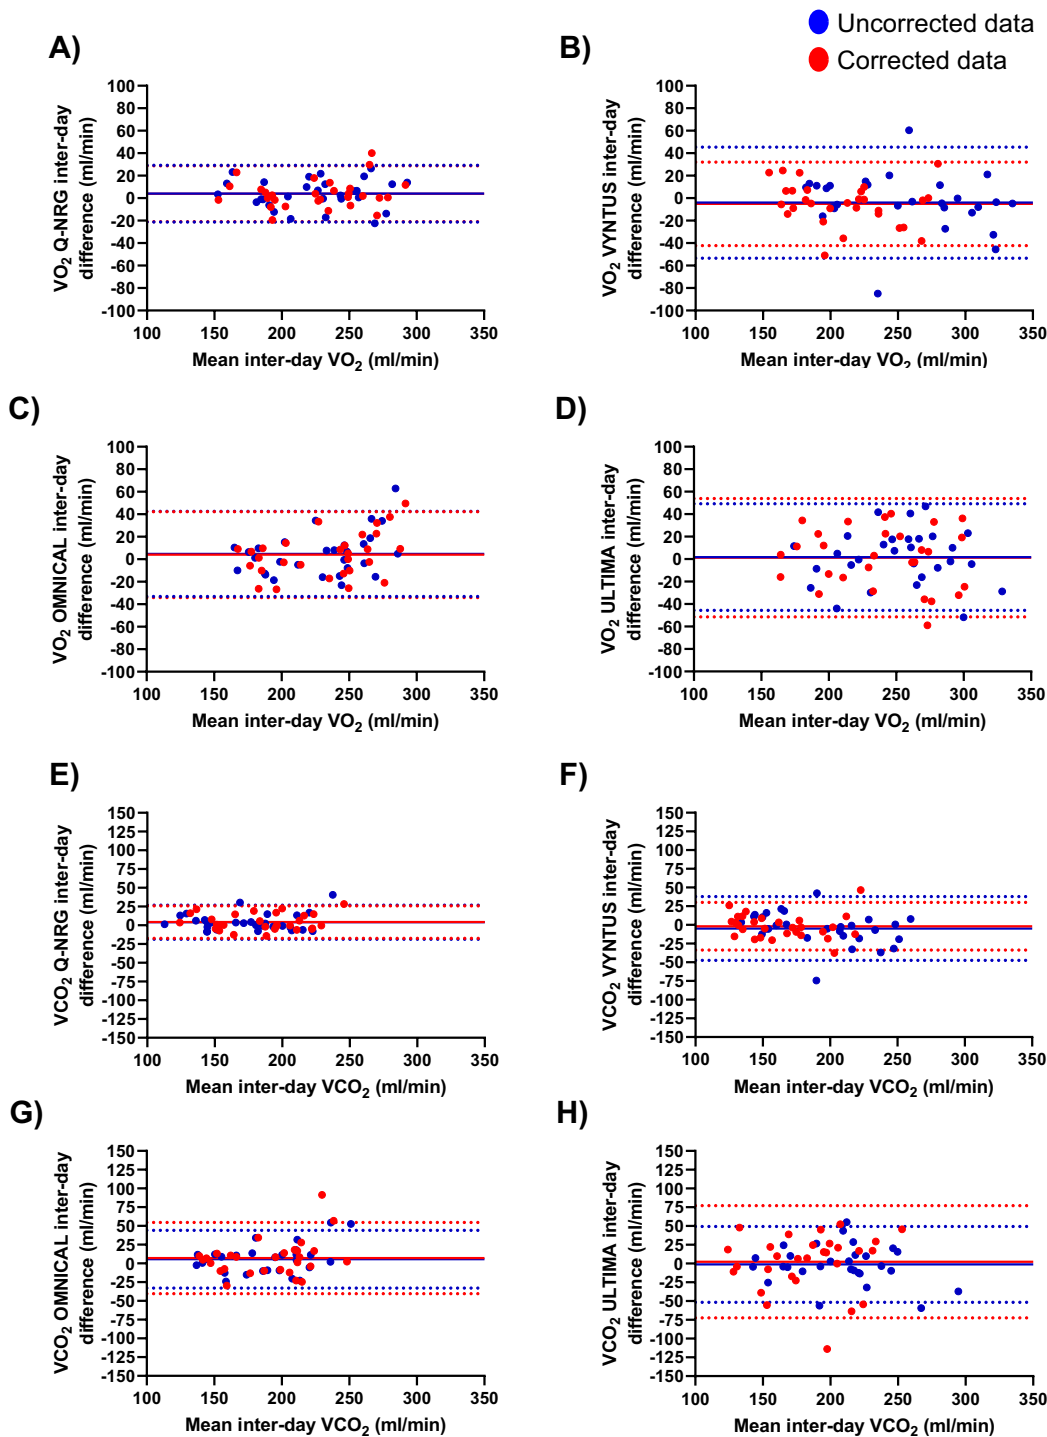 Uncorrected data
Corrected data
A)
VO2 Q-NRG inter-day
difference (ml/min)
100
80
60
40
20
0
-20
-40
-60
-80
-100
100 150 200 250 300 350
Mean inter-day VO2 (ml/min)
B)
VO2 VYNTUS inter-day
difference (ml/min)
100
80
60
40
20
0
-20
-40
-60
-80
-100
100 150 200 250 300 350
Mean inter-day VO2 (ml/min)
C)
VO2 OMNICAL inter-day
difference (ml/min)
100
80
60
40
20
0
-20
-40
-60
-80
-100
100 150 200 250 300 350
Mean inter-day VO2 (ml/min)
D)
VO2 ULTIMA inter-day
difference (ml/min)
100
80
60
40
20
0
-20
-40
-60
-80
-100
100 150 200 250 300 350
Mean inter-day VO2 (ml/min)
E)
VCO2 Q-NRG inter-day
difference (ml/min)
150
125
100
75
50
25
0
-25
-50
-75
-100
-125
-150
100 150 200 250 300 350
Mean inter-day VCO2 (ml/min)
F)
VCO2 VYNTUS inter-day
difference (ml/min)
150
125
100
75
50
25
0
-25
-50
-75
-100
-125
-150
100 150 200 250 300 350
Mean inter-day VCO2 (ml/min)
G)
VCO2 OMNICAL inter-day
difference (ml/min)
150
125
100
75
50
25
0
-25
-50
-75
-100
-125
-150
100 150 200 250 300 350
Mean inter-day VCO2 (ml/min)
H)
VCO2 ULTIMA inter-day
difference (ml/min)
150
125
100
75
50
25
0
-25
-50
-75
-100
-125
-150
100 150 200 250 300 350
Mean inter-day VCO2 (ml/min)